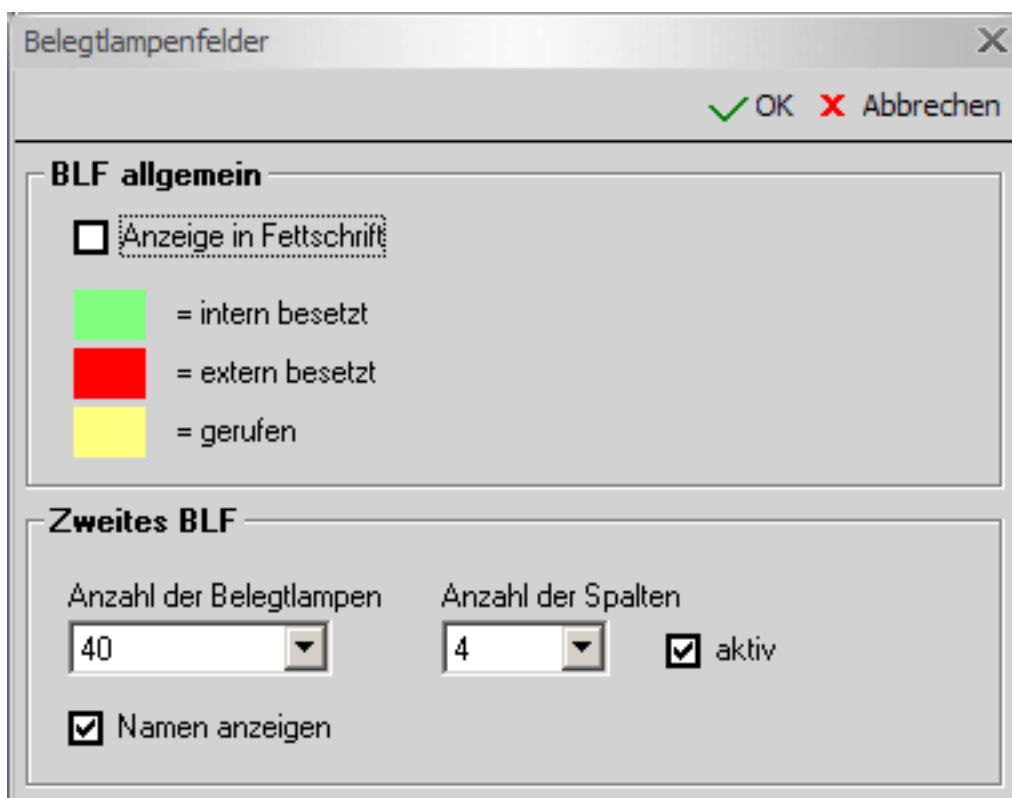 Belegtlampenfelder
OK Abbrechen
BLF allgemein
Anzeige in Fettschrift
= intern besetzt
= extern besetzt
= gerufen
Zweites BLF
Anzahl der Belegtlampen Anzahl der Spalten
40 4 aktiv
Namen anzeigen